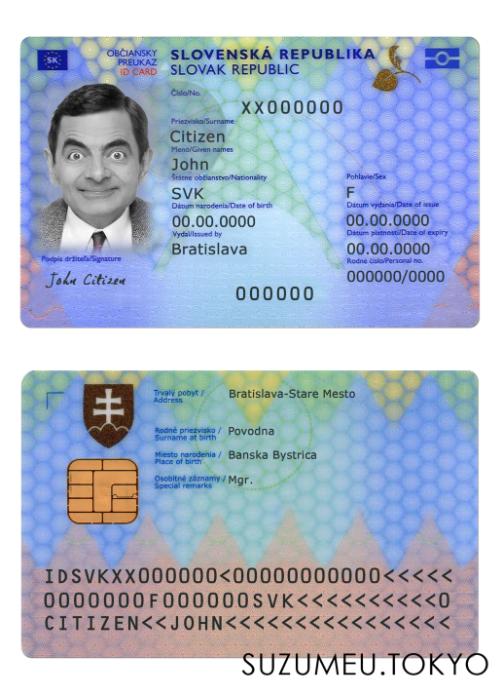 SK
OBČIANSKY PREUKAZ ID CARD
SLOVENSKÁ REPUBLIKA
SLOVAK REPUBLIC
Číslo/No.
XX000000
Priezvisko/Surname
Citizen
Meno/Given names
John
Štátne občianstvo/Nationality
SVK
Pohlavie/Sex
F
Dátum narodenia/Date of birth
00.00.0000
Dátum vydania/Date of issue
00.00.0000
Vydal/Issued by
Bratislava
Dátum platnosti/Date of expiry
00.00.0000
Rodné číslo/Personal no.
000000/0000
Podpis držiteľa/Signature
John Citizen
000000
Trvalý pobyt / Address
Bratislava-Stare Mesto
Rodné priezvisko / Surname at birth
Povodna
Miesto narodenia / Place of birth
Banska Bystrica
Osobitné záznamy / Special remarks
Mgr.
IDSVKXX000000<00000000000<<<<<
0000000F000000SVK<<<<<<<<<<<0
CITIZEN<<JOHN<<<<<<<<<<<<<<<<<
SUZUMEU.TOKYO